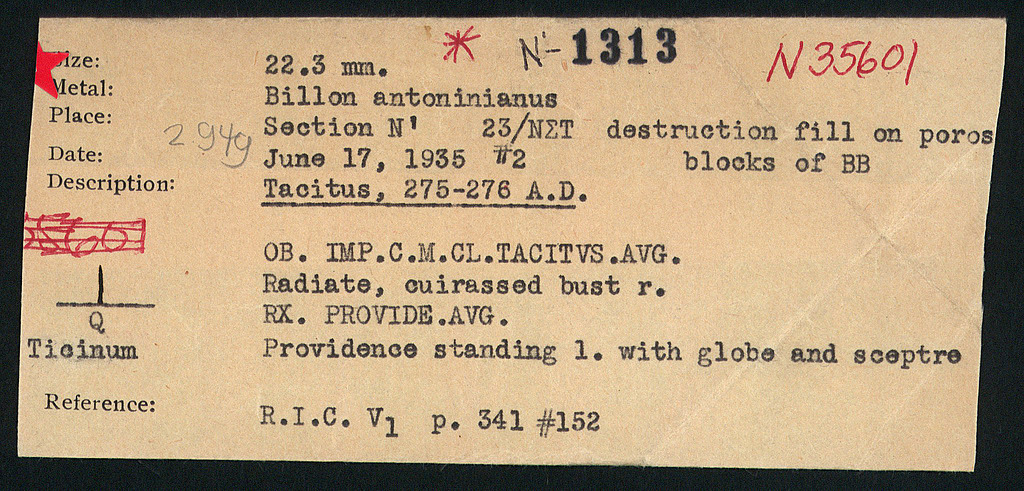 N'- 1313
N35601
Size: 22.3 mm.
Metal: Billon antoninianus
Place: Section N' 23/ΝΣΤ destruction fill on poros
2949
Date: June 17, 1935 #2 blocks of BB
Description: Tacitus, 275-276 A.D.
OB. IMP.C.M.CL.TACITVS.AVG.
Radiate, cuirassed bust r.
RX. PROVIDE.AVG.
Q
Ticinum Providence standing l. with globe and sceptre
Reference: R.I.C. V1 p. 341 #152